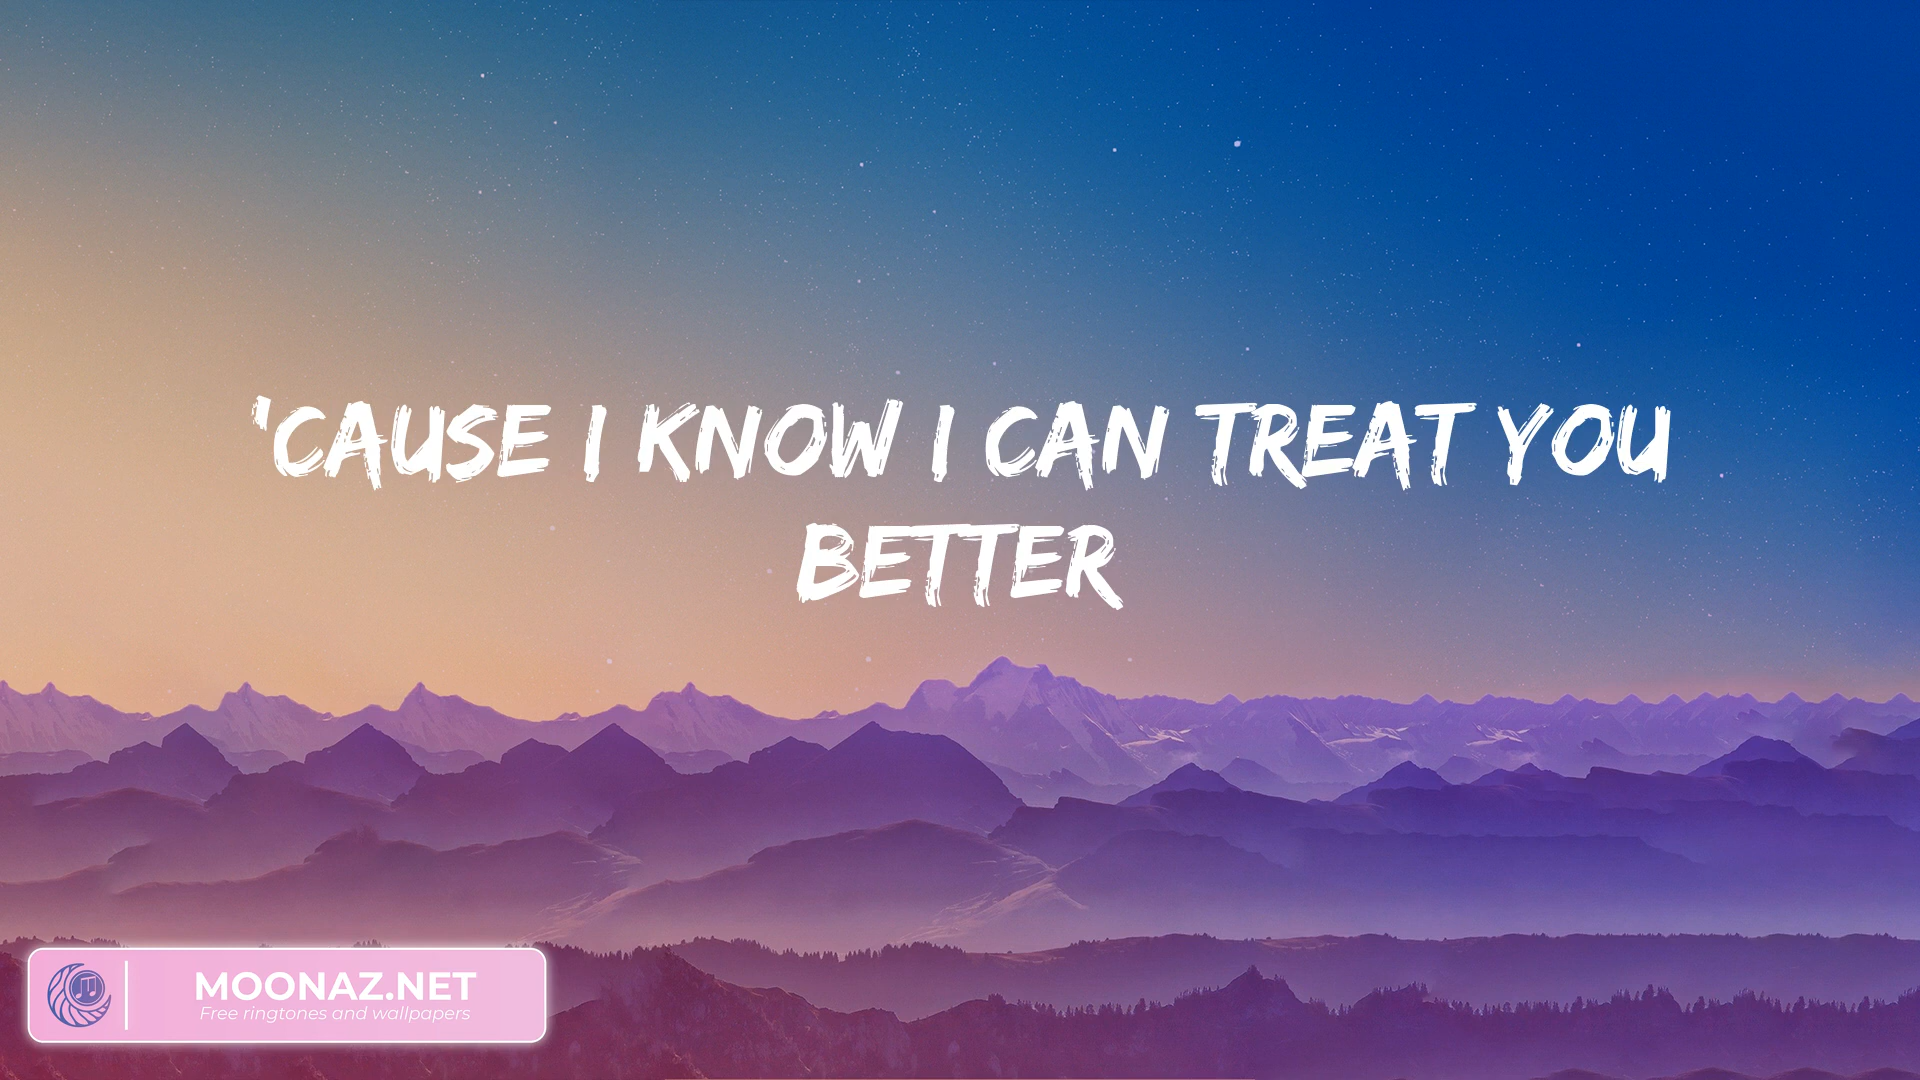 'CAUSE I KNOW I CAN TREAT YOU
BETTER
MOONAZ.NET
Free ringtones and wallpapers